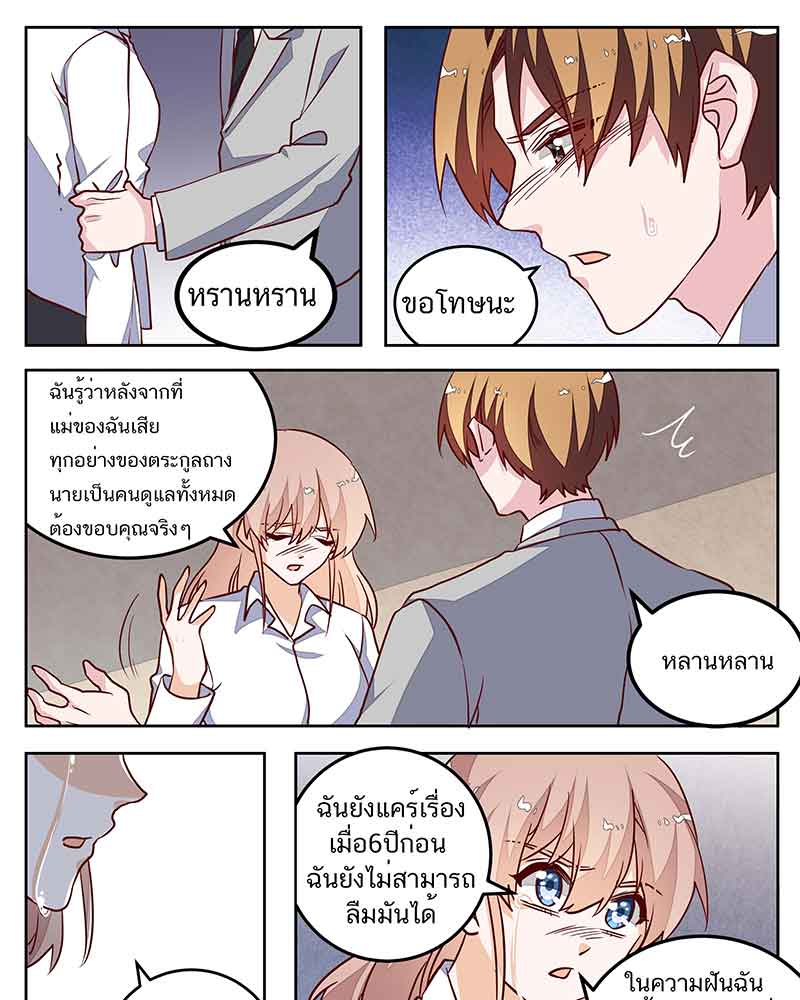 หรานหราน
ขอโทษนะ
ฉันรู้ว่าหลังจากที่
แม่ของฉันเสีย
ทุกอย่างของตระกูลถาง
นายเป็นคนดูแลทั้งหมด
ต้องขอบคุณจริงๆ
หลานหลาน
ฉันยังแคร์เรื่อง
เมื่อ6ปีก่อน
ฉันยังไม่สามารถ
ลืมมันได้
ในความฝันฉัน